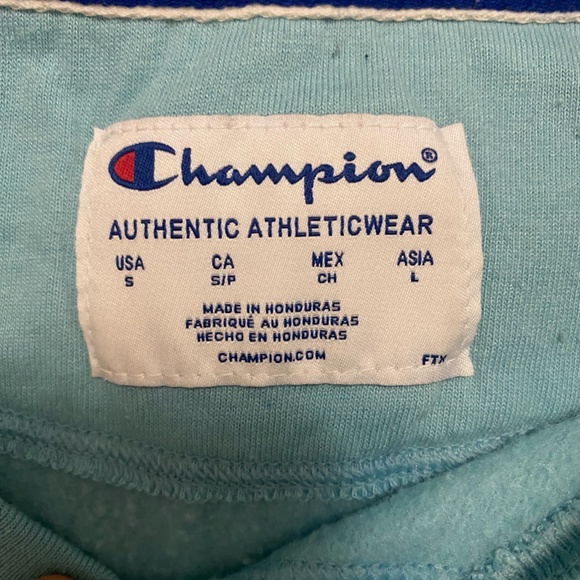 Champion®
AUTHENTIC ATHLETICWEAR
USA CA MEX ASIA
S S/P CH L
MADE IN HONDURAS
FABRIQUÉ AU HONDURAS
HECHO EN HONDURAS
CHAMPION.COM FTX